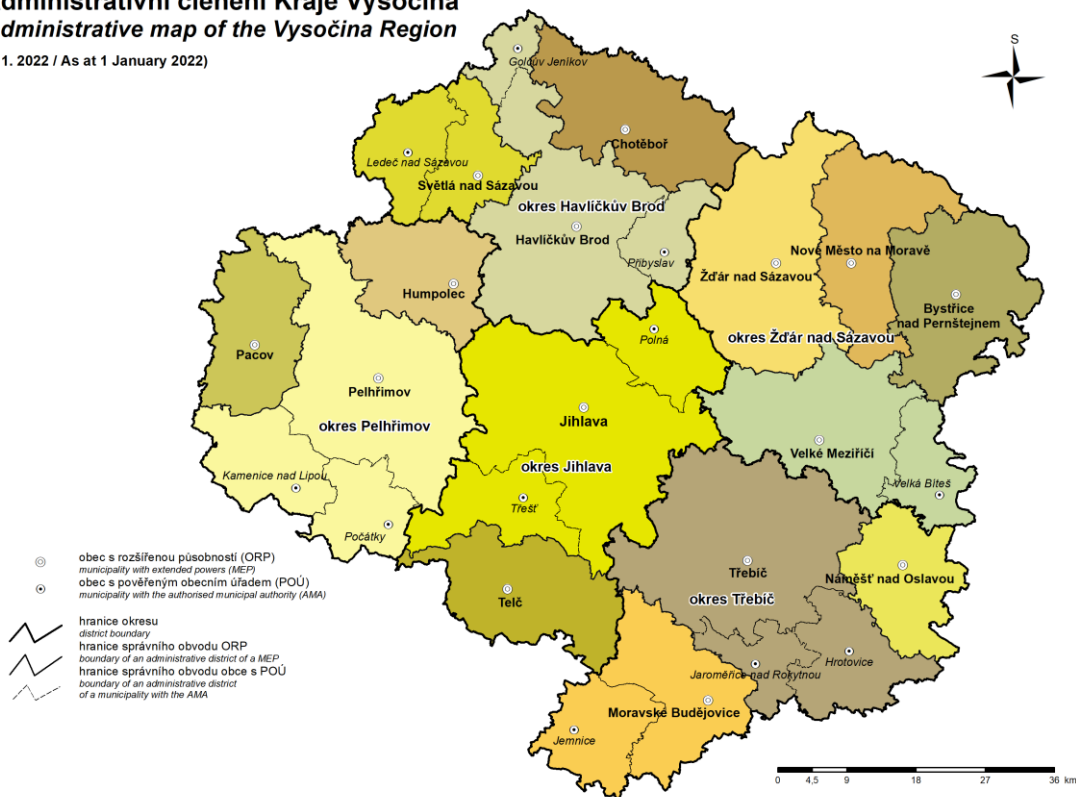 dministrativní členění Kraje Vysočina
dministrative map of the Vysočina Region
1. 2022 / As at 1 January 2022)
S
Golčův Jeníkov
Chotěboř
Ledeč nad Sázavou
Světlá nad Sázavou
okres Havlíčkův Brod
Havlíčkův Brod
Přibyslav
Nové Město na Moravě
Žďár nad Sázavou
Humpolec
Bystřice
nad Pernštejnem
okres Žďár nad Sázavou
Polná
Pacov
Pelhřimov
okres Pelhřimov
Jihlava
okres Jihlava
Velké Meziříčí
Kamenice nad Lipou
Velká Bíteš
Třešť
Počátky
obec s rozšířenou působností (ORP)
municipality with extended powers (MEP)
obec s pověřeným obecním úřadem (POÚ)
municipality with the authorised municipal authority (AMA)
hranice okresu
district boundary
hranice správního obvodu ORP
boundary of an administrative district of a MEP
hranice správního obvodu obce s POÚ
boundary of an administrative district
of a municipality with the AMA
Telč
Třebíč
okres Třebíč
Náměšť nad Oslavou
Hrotovice
Jaroměřice nad Rokytnou
Moravské Budějovice
Jemnice
0 4,5 9 18 27 36 km